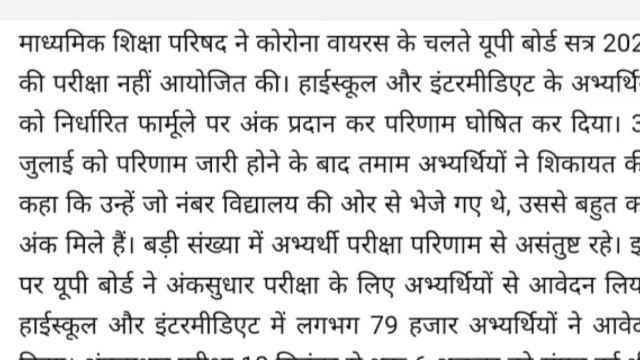 माध्यमिक शिक्षा परिषद ने कोरोना वायरस के चलते यूपी बोर्ड सत्र 202
की परीक्षा नहीं आयोजित की। हाईस्कूल और इंटरमीडिएट के
को निर्धारित फार्मूले पर अंक प्रदान कर परिणाम घोषित कर दिया। 3
जुलाई को परिणाम जारी होने के बाद तमाम अभ्यर्थियों ने शिकायत
कहा कि उन्हें जो नंबर विद्यालय की ओर से भेजे गए थे, उससे बहुत
अंक मिले हैं। बड़ी संख्या में अभ्यर्थी परीक्षा परिणाम से असंतुष्ट रहे।
पर यूपी बोर्ड ने अंकसुधार परीक्षा के लिए अभ्यर्थियों से आवेदन
हाईस्कूल और इंटरमीडिएट में लगभग 79 हजार अभ्यर्थियों ने